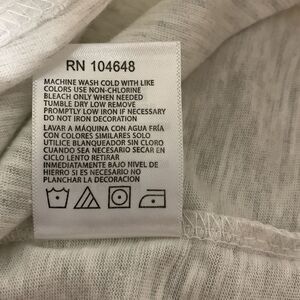 RN 104648
MACHINE WASH COLD WITH LIKE
COLORS USE NON-CHLORINE
BLEACH ONLY WHEN NEEDED
TUMBLE DRY LOW REMOVE
PROMPTLY LOW IRON IF NECESSARY
DO NOT IRON DECORATION
LAVAR A MÁQUINA CON AGUA FRÍA
CON COLORES SIMILARES SOLO
UTILICE BLANQUEADOR SIN CLORO
CUANDO SEA NECESARIO SECAR EN
CICLO LENTO RETIRAR
INMEDIATAMENTE BAJO NIVEL DE
HIERRO SI ES NECESARIO NO
PLANCHAR LA DECORACIÓN